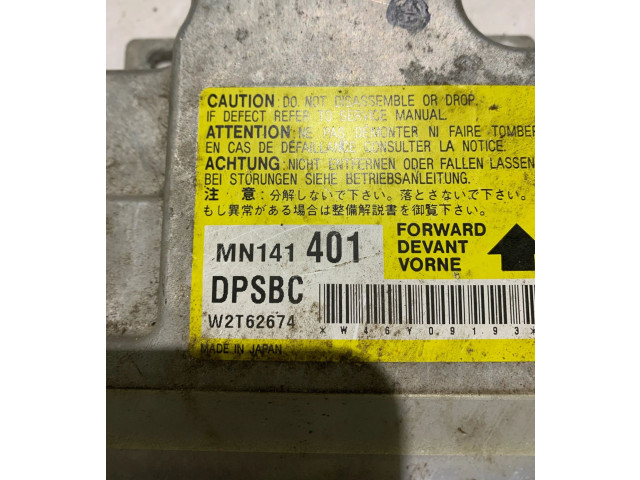 CAUTION: DO NOT DISASSEMBLE OR DROP.
IF DEFECT REFER TO SERVICE MANUAL.
ATTENTION: NE PAS DEMONTER NI FAIRE TOMBER
EN CAS DE DEFAILLANCE CONSULTER LA NOTICE.
ACHTUNG: NICHT ENTFERNEN ODER FALLEN LASSEN
BEI STÖRUNGEN SIEHE BETRIEBSANLEITUNG.
注 意:分解しないで下さい。落とさないで下さい。
もし異常がある場合は整備解説書を御覧下さい。
MN141 401
FORWARD
DEVANT
VORNE
DPSBC
W2T62674
*W46Y09193*
MADE IN JAPAN